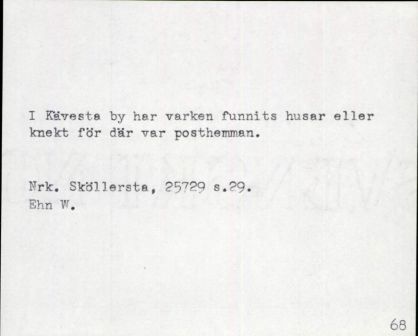 I Kävesta by har varken funnits husar eller
knekt för där var posthemman.
Nrk. Sköllersta, 25729 s.29.
Ehn W.
68